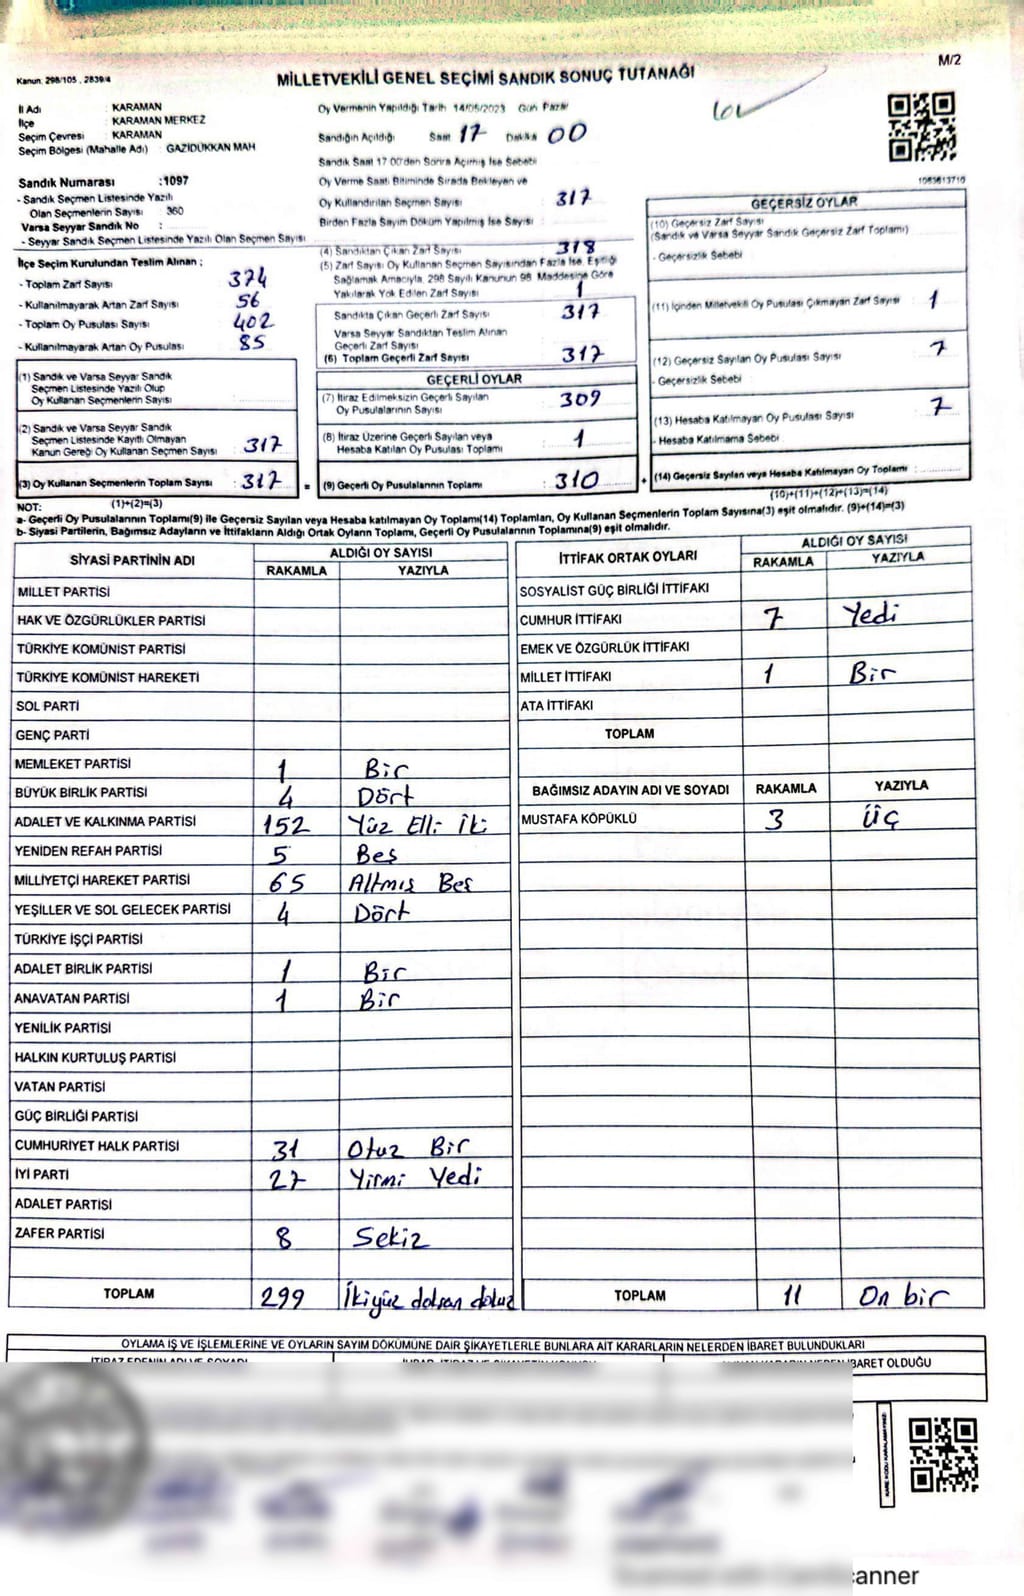 M/2
Kanun: 298/105 , 2839/4
MİLLETVEKİLİ GENEL SEÇİMİ SANDIK SONUÇ TUTANAĞI
İl Adı : KARAMAN
İlçe : KARAMAN MERKEZ
Seçim Çevresi : KARAMAN
Seçim Bölgesi (Mahalle Adı) : GAZİDÜKKAN MAH
Oy Vermenin Yapıldığı Tarih 14/05/2023 Gün Pazar
Sandığın Açıldığı Saat 17 Dakika 00
Sandık Saat 17:00'den Sonra Açılmış İse Sebebi
Oy Verme Saati Bitiminde Sırada Bekleyen ve
Oy Kullandırılan Seçmen Sayısı 317
Birden Fazla Sayım Döküm Yapılmış İse Sayısı :
1063613710
Sandık Numarası :1097
- Sandık Seçmen Listesinde Yazılı
Olan Seçmenlerin Sayısı : 360
Varsa Seyyar Sandık No :
- Seyyar Sandık Seçmen Listesinde Yazılı Olan Seçmen Sayısı
İlçe Seçim Kurulundan Teslim Alınan ;
- Toplam Zarf Sayısı : 374
- Kullanılmayarak Artan Zarf Sayısı : 56
- Toplam Oy Pusulası Sayısı : 402
- Kullanılmayarak Artan Oy Pusulası : 85
(1) Sandık ve Varsa Seyyar Sandık
Seçmen Listesinde Yazılı Olup
Oy Kullanan Seçmenlerin Sayısı :
(2) Sandık ve Varsa Seyyar Sandık
Seçmen Listesinde Kayıtlı Olmayan
Kanun Gereği Oy Kullanan Seçmen Sayısı : 317
(3) Oy Kullanan Seçmenlerin Toplam Sayısı : 317
(1)+(2)=(3)
(4) Sandıktan Çıkan Zarf Sayısı 318
(5) Zarf Sayısı Oy Kullanan Seçmen Sayısından Fazla İse, Eşitliği
Sağlamak Amacıyla, 298 Sayılı Kanunun 98. Maddesine Göre
Yakılarak Yok Edilen Zarf Sayısı : 1
Sandıkta Çıkan Geçerli Zarf Sayısı : 317
Varsa Seyyar Sandıktan Teslim Alınan
Geçerli Zarf Sayısı
(6) Toplam Geçerli Zarf Sayısı : 317
GEÇERLİ OYLAR
(7) İtiraz Edilmeksizin Geçerli Sayılan
Oy Pusulalarının Sayısı : 309
(8) İtiraz Üzerine Geçerli Sayılan veya
Hesaba Katılan Oy Pusulası Toplamı : 1
(9) Geçerli Oy Pusulalarının Toplamı : 310
GEÇERSİZ OYLAR
(10) Geçersiz Zarf Sayısı
(Sandık ve Varsa Seyyar Sandık Geçersiz Zarf Toplamı)
- Geçersizlik Sebebi
(11) İçinden Milletvekili Oy Pusulası Çıkmayan Zarf Sayısı : 1
(12) Geçersiz Sayılan Oy Pusulası Sayısı 7
- Geçersizlik Sebebi :
(13) Hesaba Katılmayan Oy Pusulası Sayısı 7
- Hesaba Katılmama Sebebi
(14) Geçersiz Sayılan veya Hesaba Katılmayan Oy Toplamı :
(10)+(11)+(12)+(13)=(14)
NOT:
a- Geçerli Oy Pusulalarının Toplamı(9) ile Geçersiz Sayılan veya Hesaba katılmayan Oy Toplamı(14) Toplamları, Oy Kullanan Seçmenlerin Toplam Sayısına(3) eşit olmalıdır. (9)+(14)=(3)
b- Siyasi Partilerin, Bağımsız Adayların ve İttifakların Aldığı Ortak Oyların Toplamı, Geçerli Oy Pusulalarının Toplamına(9) eşit olmalıdır.
SİYASİ PARTİNİN ADI ALDIĞI OY SAYISI
RAKAMLA YAZIYLA
MİLLET PARTİSİ
HAK VE ÖZGÜRLÜKLER PARTİSİ
TÜRKİYE KOMÜNİST PARTİSİ
TÜRKİYE KOMÜNİST HAREKETİ
SOL PARTİ
GENÇ PARTİ
MEMLEKET PARTİSİ 1 Bir
BÜYÜK BİRLİK PARTİSİ 4 Dört
ADALET VE KALKINMA PARTİSİ 152 Yüz Elli İki
YENİDEN REFAH PARTİSİ 5 Beş
MİLLİYETÇİ HAREKET PARTİSİ 65 Altmış Beş
YEŞİLLER VE SOL GELECEK PARTİSİ 4 Dört
TÜRKİYE İŞÇİ PARTİSİ
ADALET BİRLİK PARTİSİ 1 Bir
ANAVATAN PARTİSİ 1 Bir
YENİLİK PARTİSİ
HALKIN KURTULUŞ PARTİSİ
VATAN PARTİSİ
GÜÇ BİRLİĞİ PARTİSİ
CUMHURİYET HALK PARTİSİ 31 Otuz Bir
İYİ PARTİ 27 Yirmi Yedi
ADALET PARTİSİ
ZAFER PARTİSİ 8 Sekiz
TOPLAM 299 İkiyüz doksan dokuz
İTTİFAK ORTAK OYLARI ALDIĞI OY SAYISI
RAKAMLA YAZIYLA
SOSYALİST GÜÇ BİRLİĞİ İTTİFAKI
CUMHUR İTTİFAKI 7 Yedi
EMEK VE ÖZGÜRLÜK İTTİFAKI
MİLLET İTTİFAKI 1 Bir
ATA İTTİFAKI
TOPLAM
BAĞIMSIZ ADAYIN ADI VE SOYADI RAKAMLA YAZIYLA
MUSTAFA KÖPÜKLÜ 3 ÜÇ
TOPLAM 11 On bir
OYLAMA İŞ VE İŞLEMLERİNE VE OYLARIN SAYIM DÖKÜMÜNE DAİR ŞİKAYETLERLE BUNLARA AİT KARARLARIN NELERDEN İBARET BULUNDUKLARI
İBARET OLDUĞU
canner